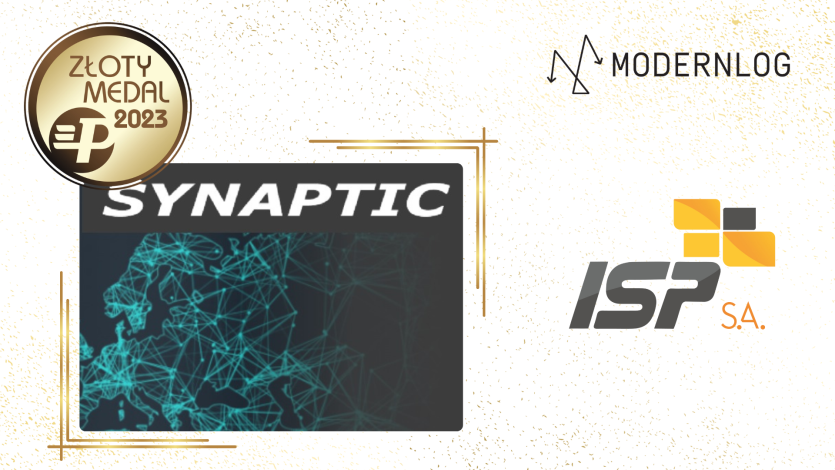 ZŁOTY
MEDAL
2023
SYNAPTIC
MODERNLOG
ISP
S.A.